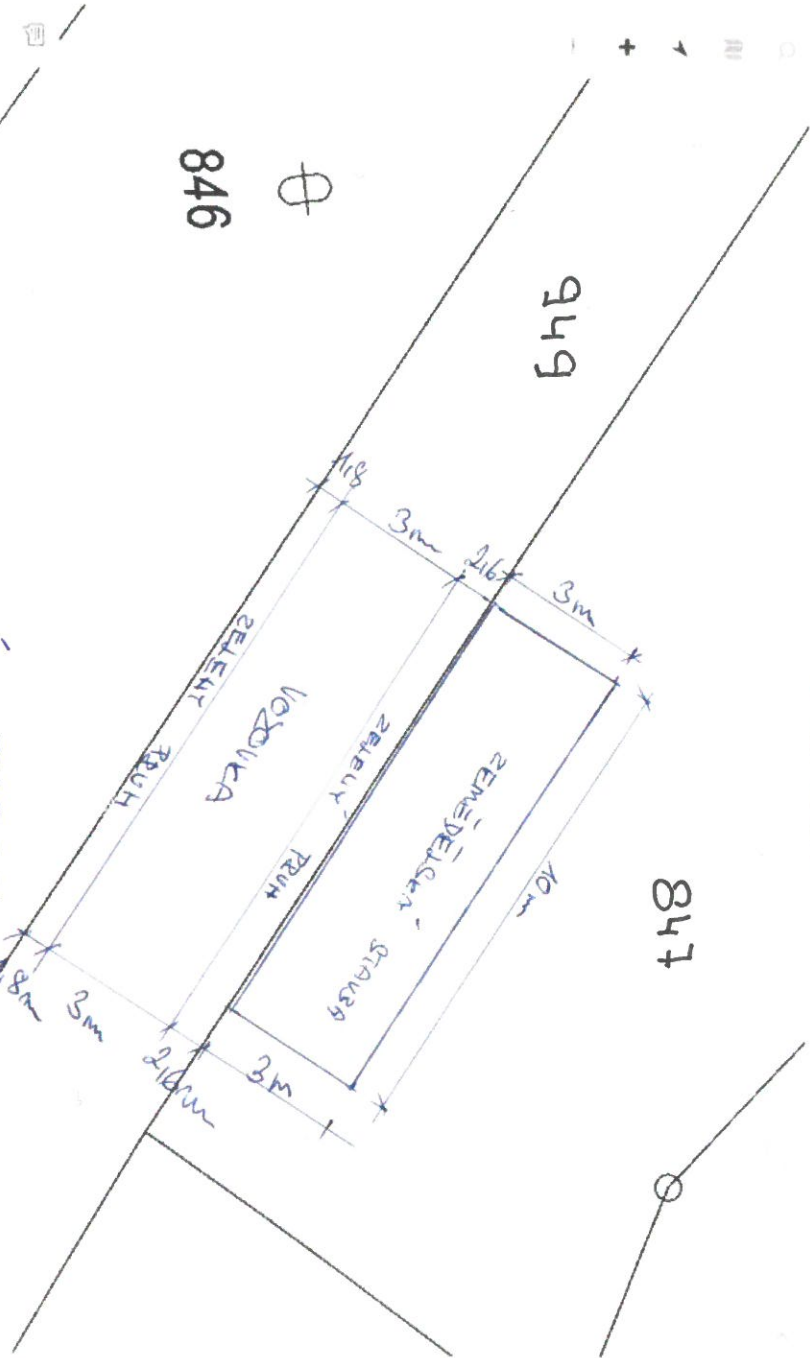 846
949
847
1,8
3m
2,6
3m
10m
ZEMĚDĚLSKÁ STAVBA
ZELENÝ PRUH
VOZOVKA
ZELENÝ PRUH
8m
3m
2,6m
3m